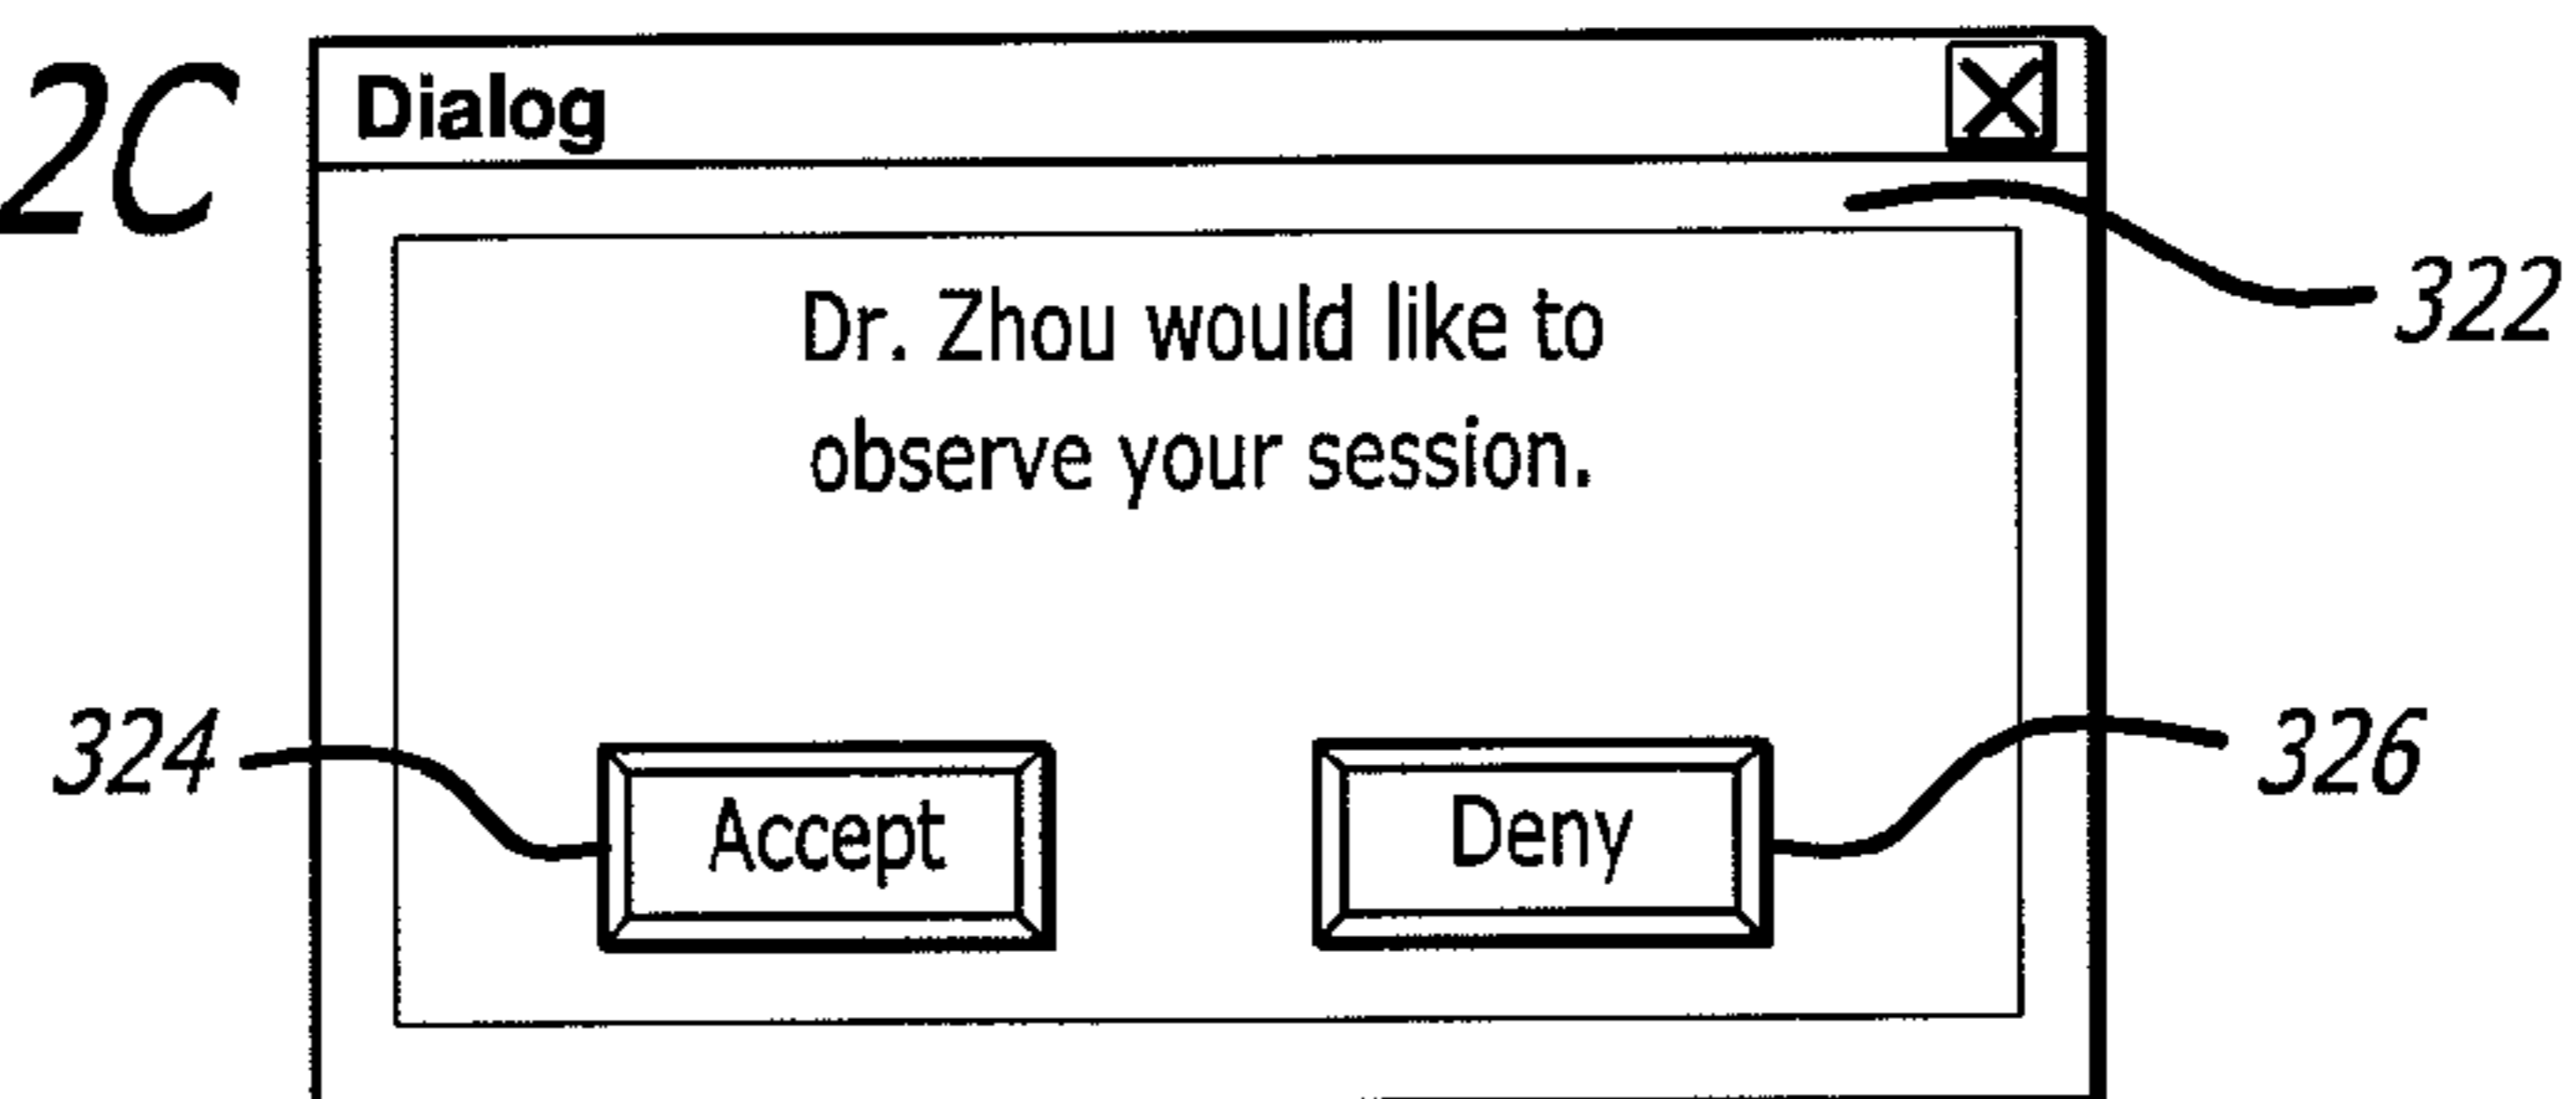 2C
Dialog
322
Dr. Zhou would like to
observe your session.
324
Accept
Deny
326